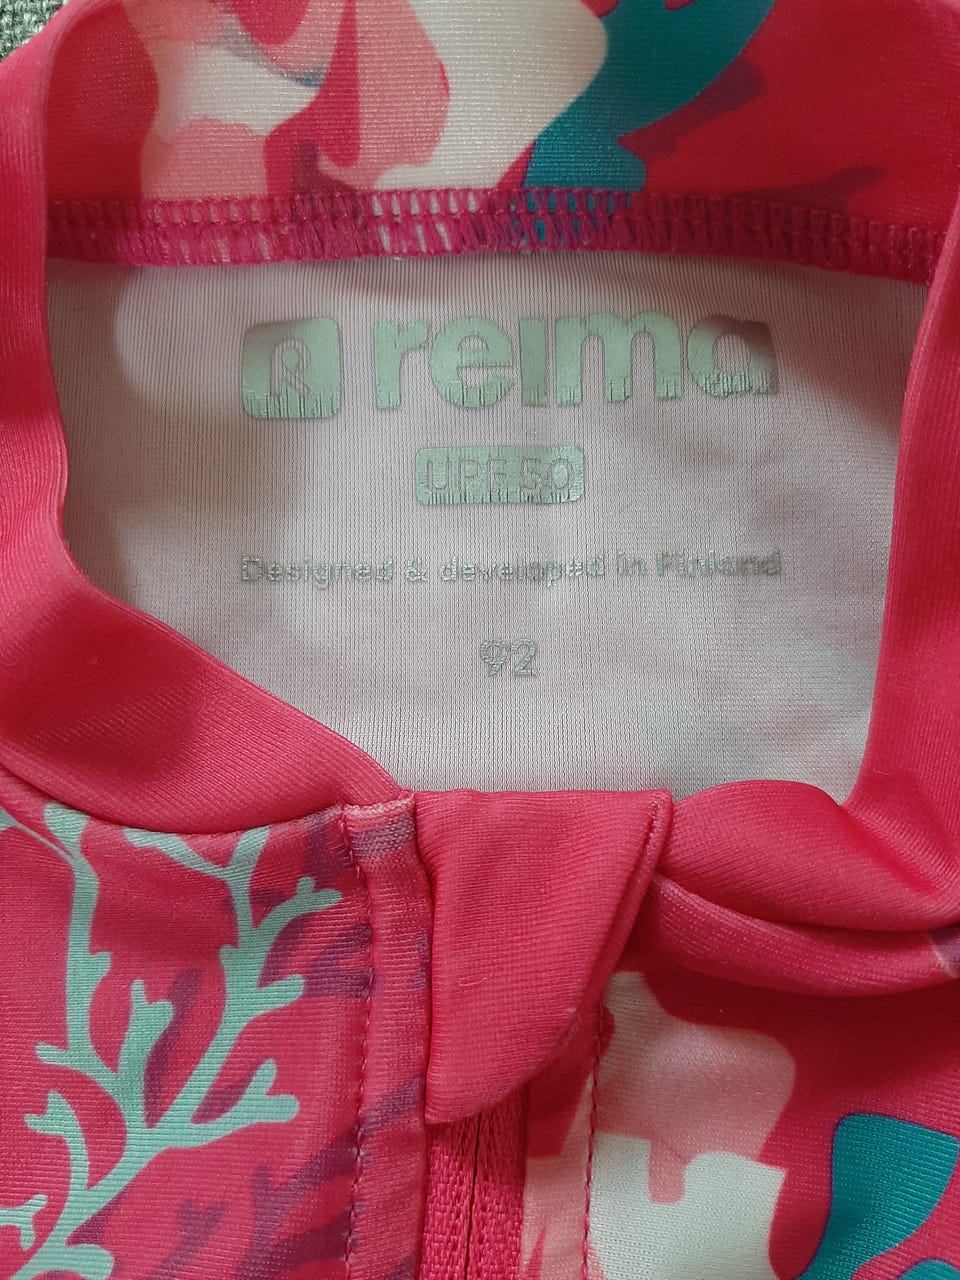 R reima
UPF 50
Designed & developed in Finland
92